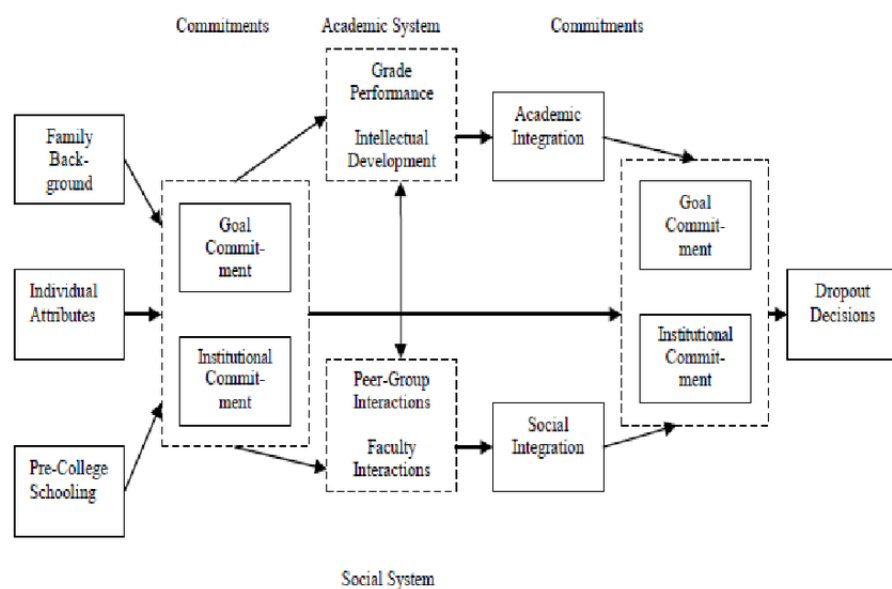 Commitments
Academic System
Commitments
Family
Back-
ground
Individual
Attributes
Pre-College
Schooling
Goal
Commit-
ment
Institutional
Commit-
ment
Grade
Performance
Intellectual
Development
Peer-Group
Interactions
Faculty
Interactions
Academic
Integration
Social
Integration
Goal
Commit-
ment
Institutional
Commit-
ment
Dropout
Decisions
Social System